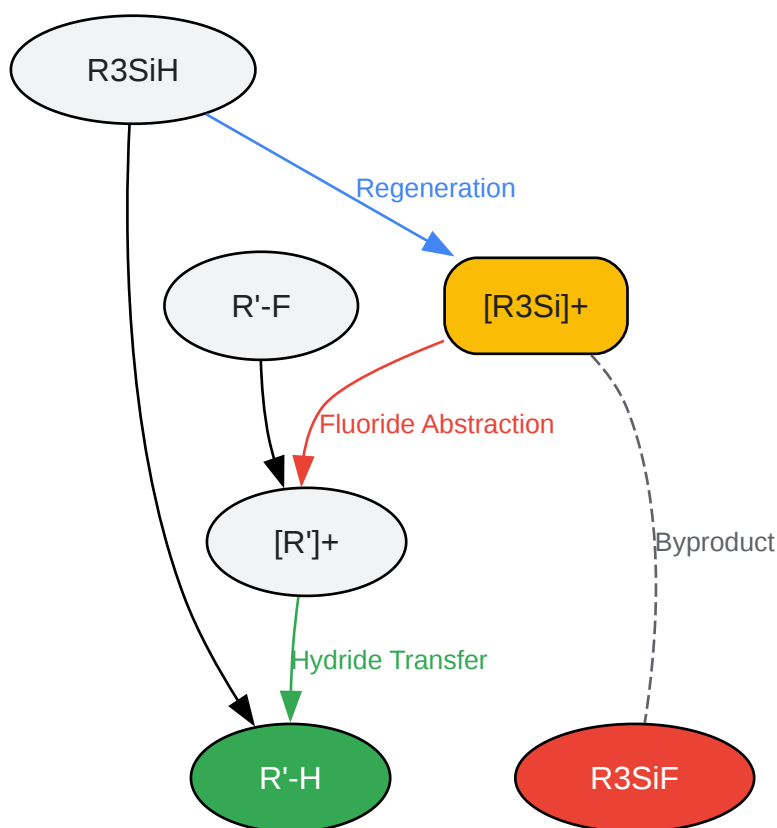 R3SiH
Regeneration
R'-F
[R3Si]+
Fluoride Abstraction
[R']+
Byproduct
Hydride Transfer
R'-H
R3SiF